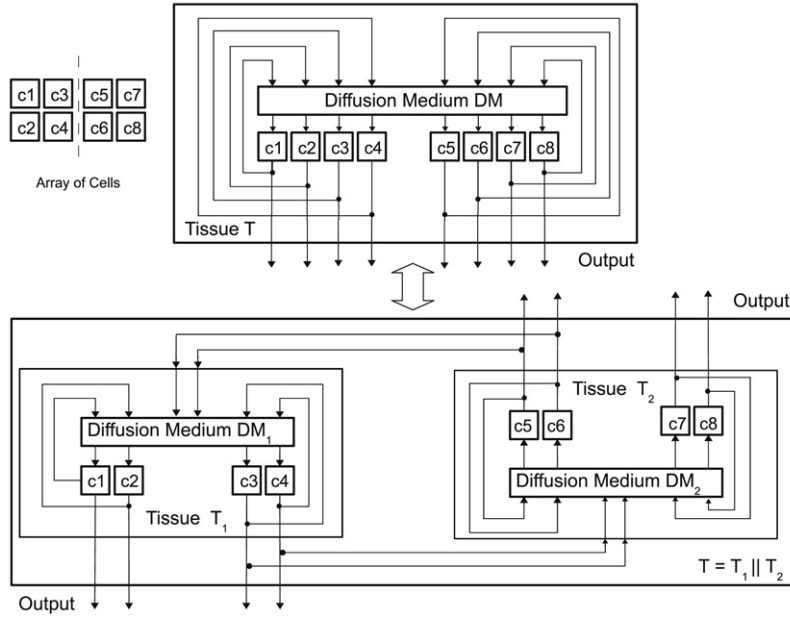 c1 c3 c5 c7
c2 c4 c6 c8
Array of Cells
Diffusion Medium DM
c1 c2 c3 c4 c5 c6 c7 c8
Tissue T
Output
Output
Tissue T2
c5 c6 c7 c8
Diffusion Medium DM1
c1 c2 c3 c4
Diffusion Medium DM2
Tissue T1
T = T1 || T2
Output